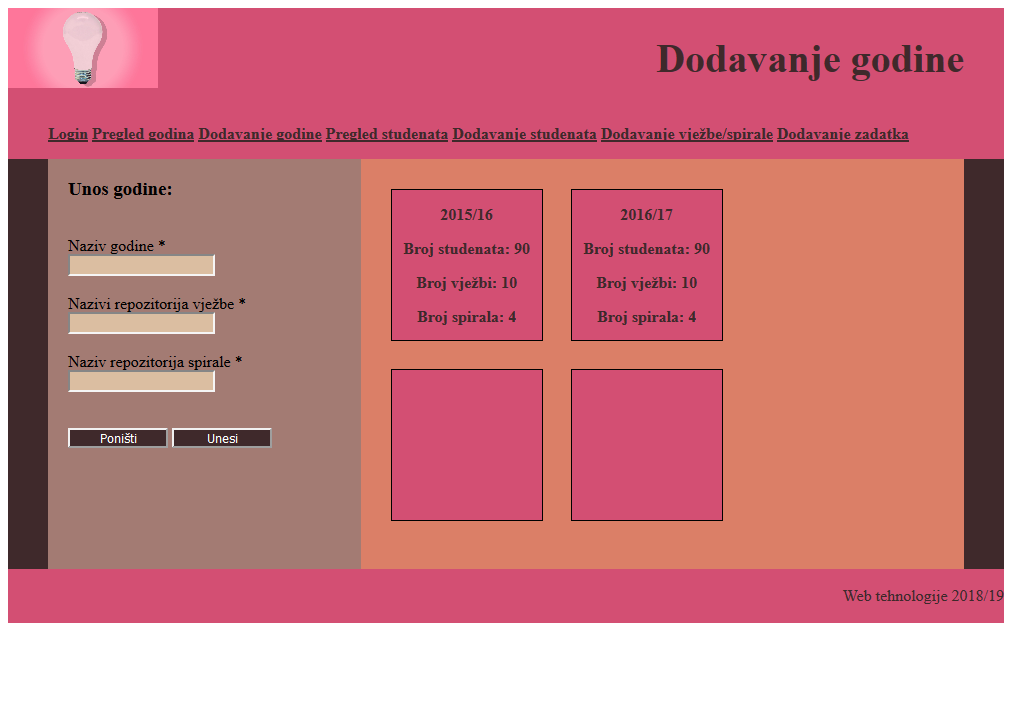 Dodavanje godine
Login Pregled godina Dodavanje godine Pregled studenata Dodavanje studenata Dodavanje vježbe/spirale Dodavanje zadatka
Unos godine:
Naziv godine *
Nazivi repozitorija vježbe *
Naziv repozitorija spirale *
Poništi Unesi
2015/16
Broj studenata: 90
Broj vježbi: 10
Broj spirala: 4
2016/17
Broj studenata: 90
Broj vježbi: 10
Broj spirala: 4
Web tehnologije 2018/19